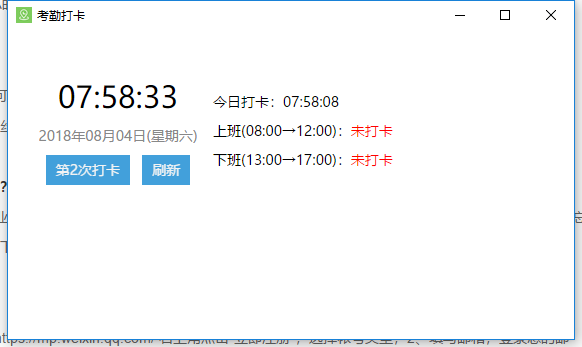 考勤打卡
07:58:33
2018年08月04日(星期六)
第2次打卡 刷新
今日打卡：07:58:08
上班(08:00→12:00)：未打卡
下班(13:00→17:00)：未打卡
https://mp.weixin.qq.com/